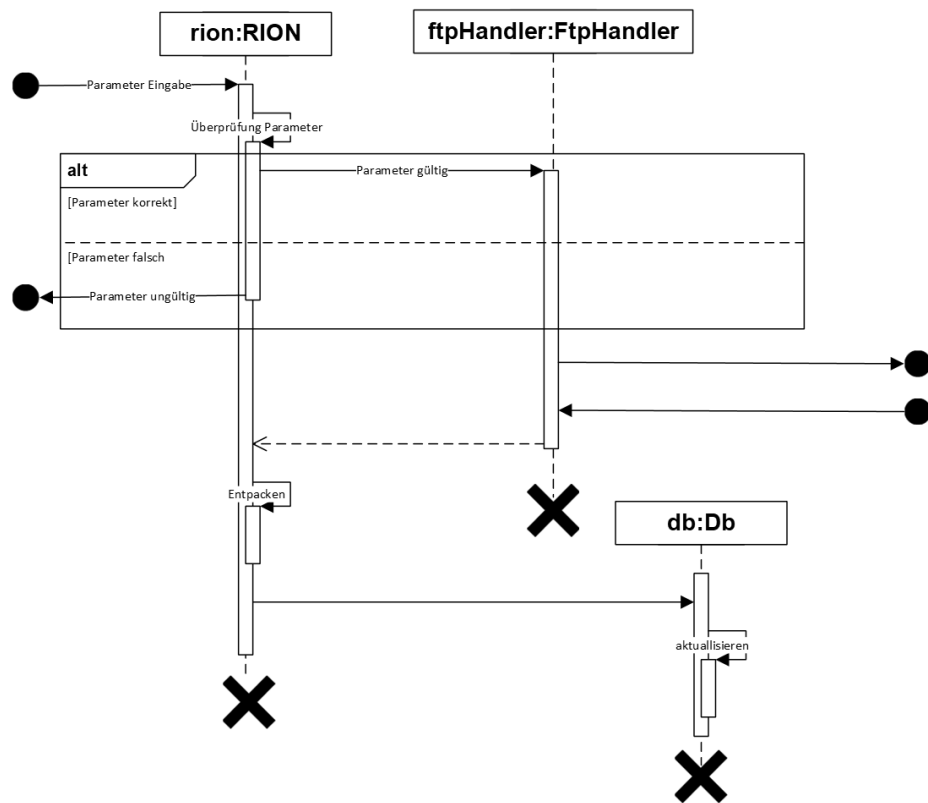 rion:RION
ftpHandler:FtpHandler
Parameter Eingabe
Überprüfung Parameter
alt
Parameter gültig
[Parameter korrekt]
[Parameter falsch
Parameter ungültig
Entpacken
db:Db
aktuallisieren